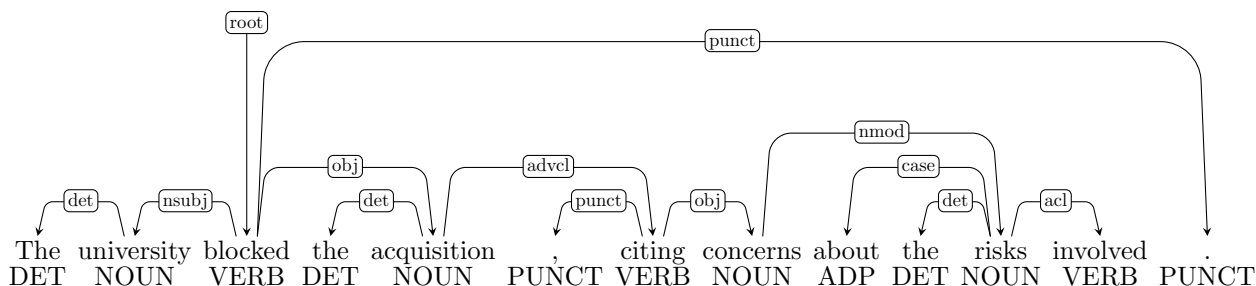 root
punct
nmod
obj advcl case
det nsubj det punct obj det acl
The university blocked the acquisition , citing concerns about the risks involved .
DET NOUN VERB DET NOUN PUNCT VERB NOUN ADP DET NOUN VERB PUNCT